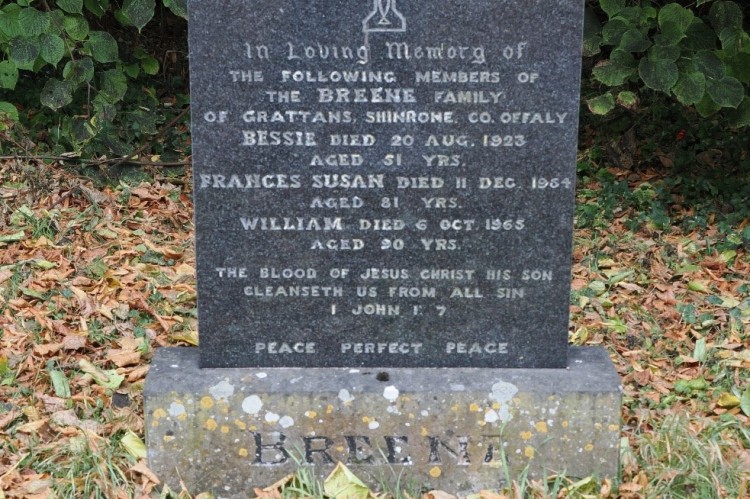 In Loving Memory of
THE FOLLOWING MEMBERS OF
THE BREENE FAMILY
OF GRATTANS, SHINRONE, CO. OFFALY
BESSIE DIED 20 AUG. 1923
AGED 51 YRS.
FRANCES SUSAN DIED 11 DEC. 1964
AGED 81 YRS.
WILLIAM DIED 6 OCT. 1965
AGED 90 YRS.
THE BLOOD OF JESUS CHRIST HIS SON
CLEANSETH US FROM ALL SIN
1 JOHN 1: 7
PEACE PERFECT PEACE
BREENE